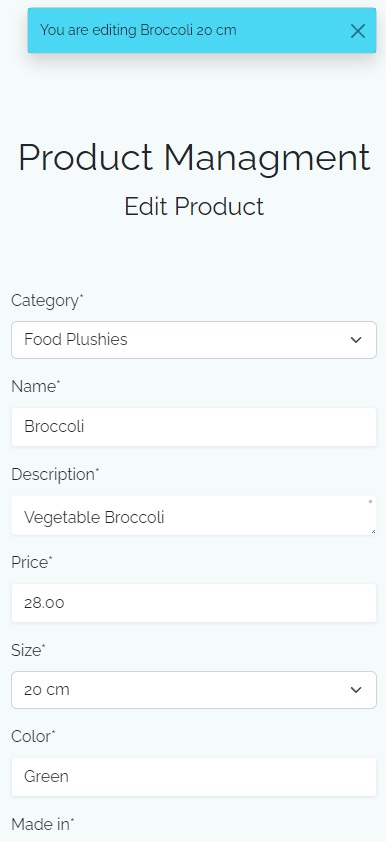 You are editing Broccoli 20 cm
Product Managment
Edit Product
Category*
Food Plushies
Name*
Broccoli
Description*
Vegetable Broccoli
Price*
28.00
Size*
20 cm
Color*
Green
Made in*